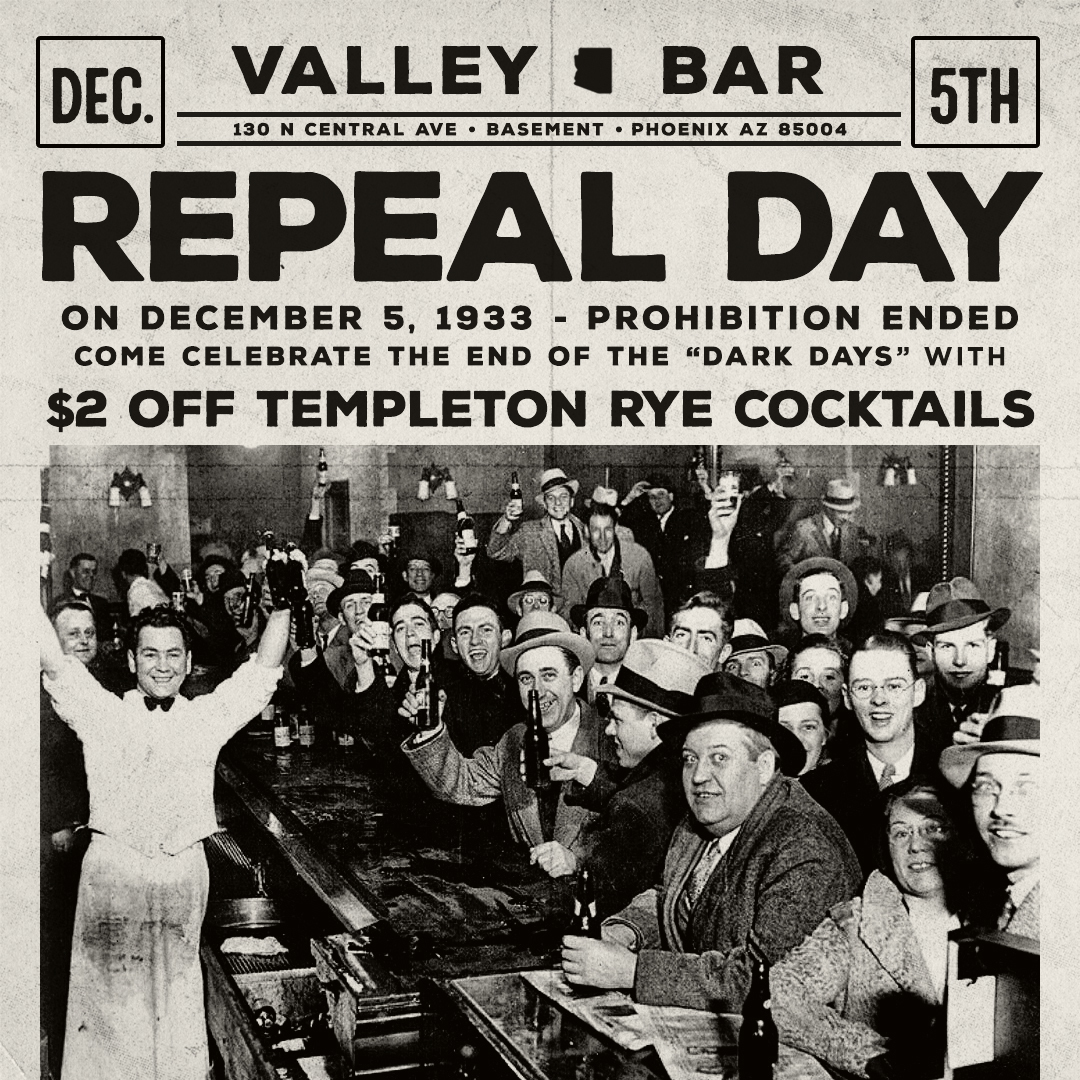 DEC.
VALLEY BAR
5TH
130 N CENTRAL AVE • BASEMENT • PHOENIX AZ 85004
REPEAL DAY
ON DECEMBER 5, 1933 - PROHIBITION ENDED
COME CELEBRATE THE END OF THE “DARK DAYS” WITH
$2 OFF TEMPLETON RYE COCKTAILS